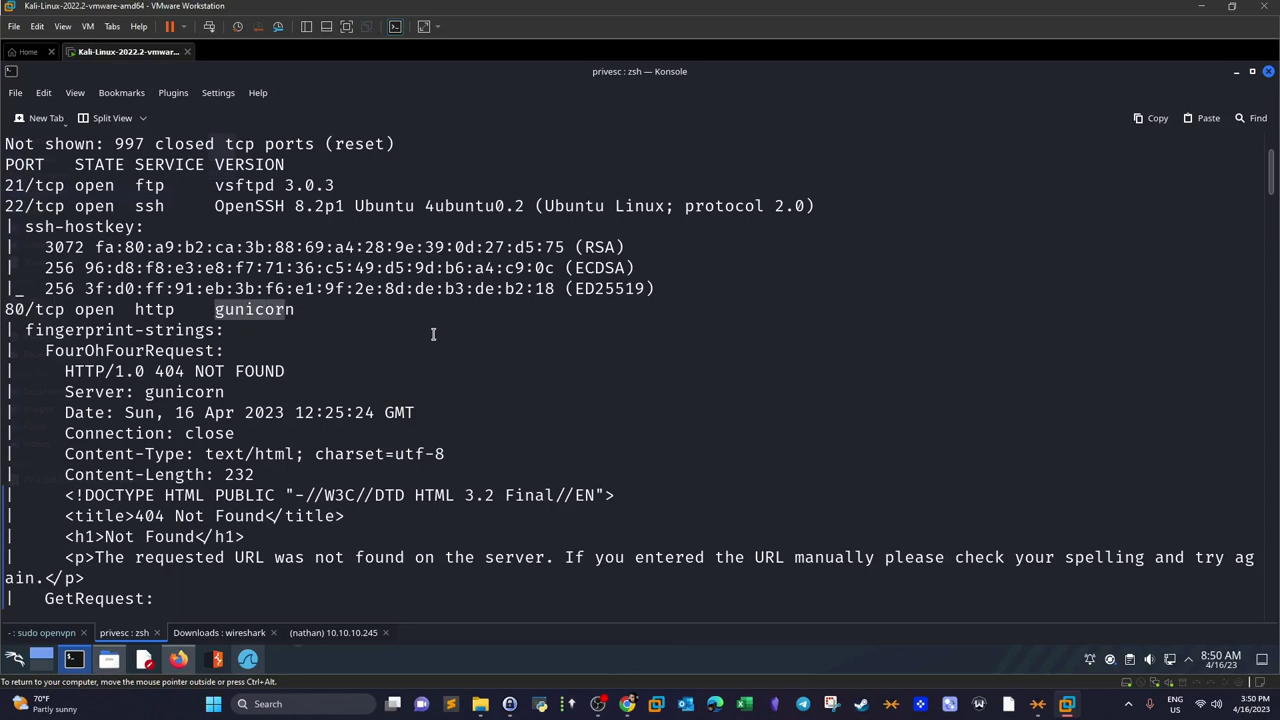 Kali-Linux-2022.2-vmware-amd64 - VMware Workstation
File Edit View VM Tabs Help
Home Kali-Linux-2022.2-vmwar...
privesc : zsh — Konsole
File Edit View Bookmarks Plugins Settings Help
New Tab Split View Copy Paste Find
Not shown: 997 closed tcp ports (reset)
PORT STATE SERVICE VERSION
21/tcp open ftp vsftpd 3.0.3
22/tcp open ssh OpenSSH 8.2p1 Ubuntu 4ubuntu0.2 (Ubuntu Linux; protocol 2.0)
| ssh-hostkey:
| 3072 fa:80:a9:b2:ca:3b:88:69:a4:28:9e:39:0d:27:d5:75 (RSA)
| 256 96:d8:f8:e3:e8:f7:71:36:c5:49:d5:9d:b6:a4:c9:0c (ECDSA)
|_ 256 3f:d0:ff:91:eb:3b:f6:e1:9f:2e:8d:de:b3:de:b2:18 (ED25519)
80/tcp open http gunicorn
| fingerprint-strings:
| FourOhFourRequest:
| HTTP/1.0 404 NOT FOUND
| Server: gunicorn
| Date: Sun, 16 Apr 2023 12:25:24 GMT
| Connection: close
| Content-Type: text/html; charset=utf-8
| Content-Length: 232
| <!DOCTYPE HTML PUBLIC "-//W3C//DTD HTML 3.2 Final//EN">
| <title>404 Not Found</title>
| <h1>Not Found</h1>
| <p>The requested URL was not found on the server. If you entered the URL manually please check your spelling and try ag
ain.</p>
| GetRequest:
~ : sudo openvpn privesc : zsh Downloads : wireshark (nathan) 10.10.10.245
8:50 AM
4/16/23
To return to your computer, move the mouse pointer outside or press Ctrl+Alt.
70°F
Partly sunny
Search
ENG
US
3:50 PM
4/16/2023